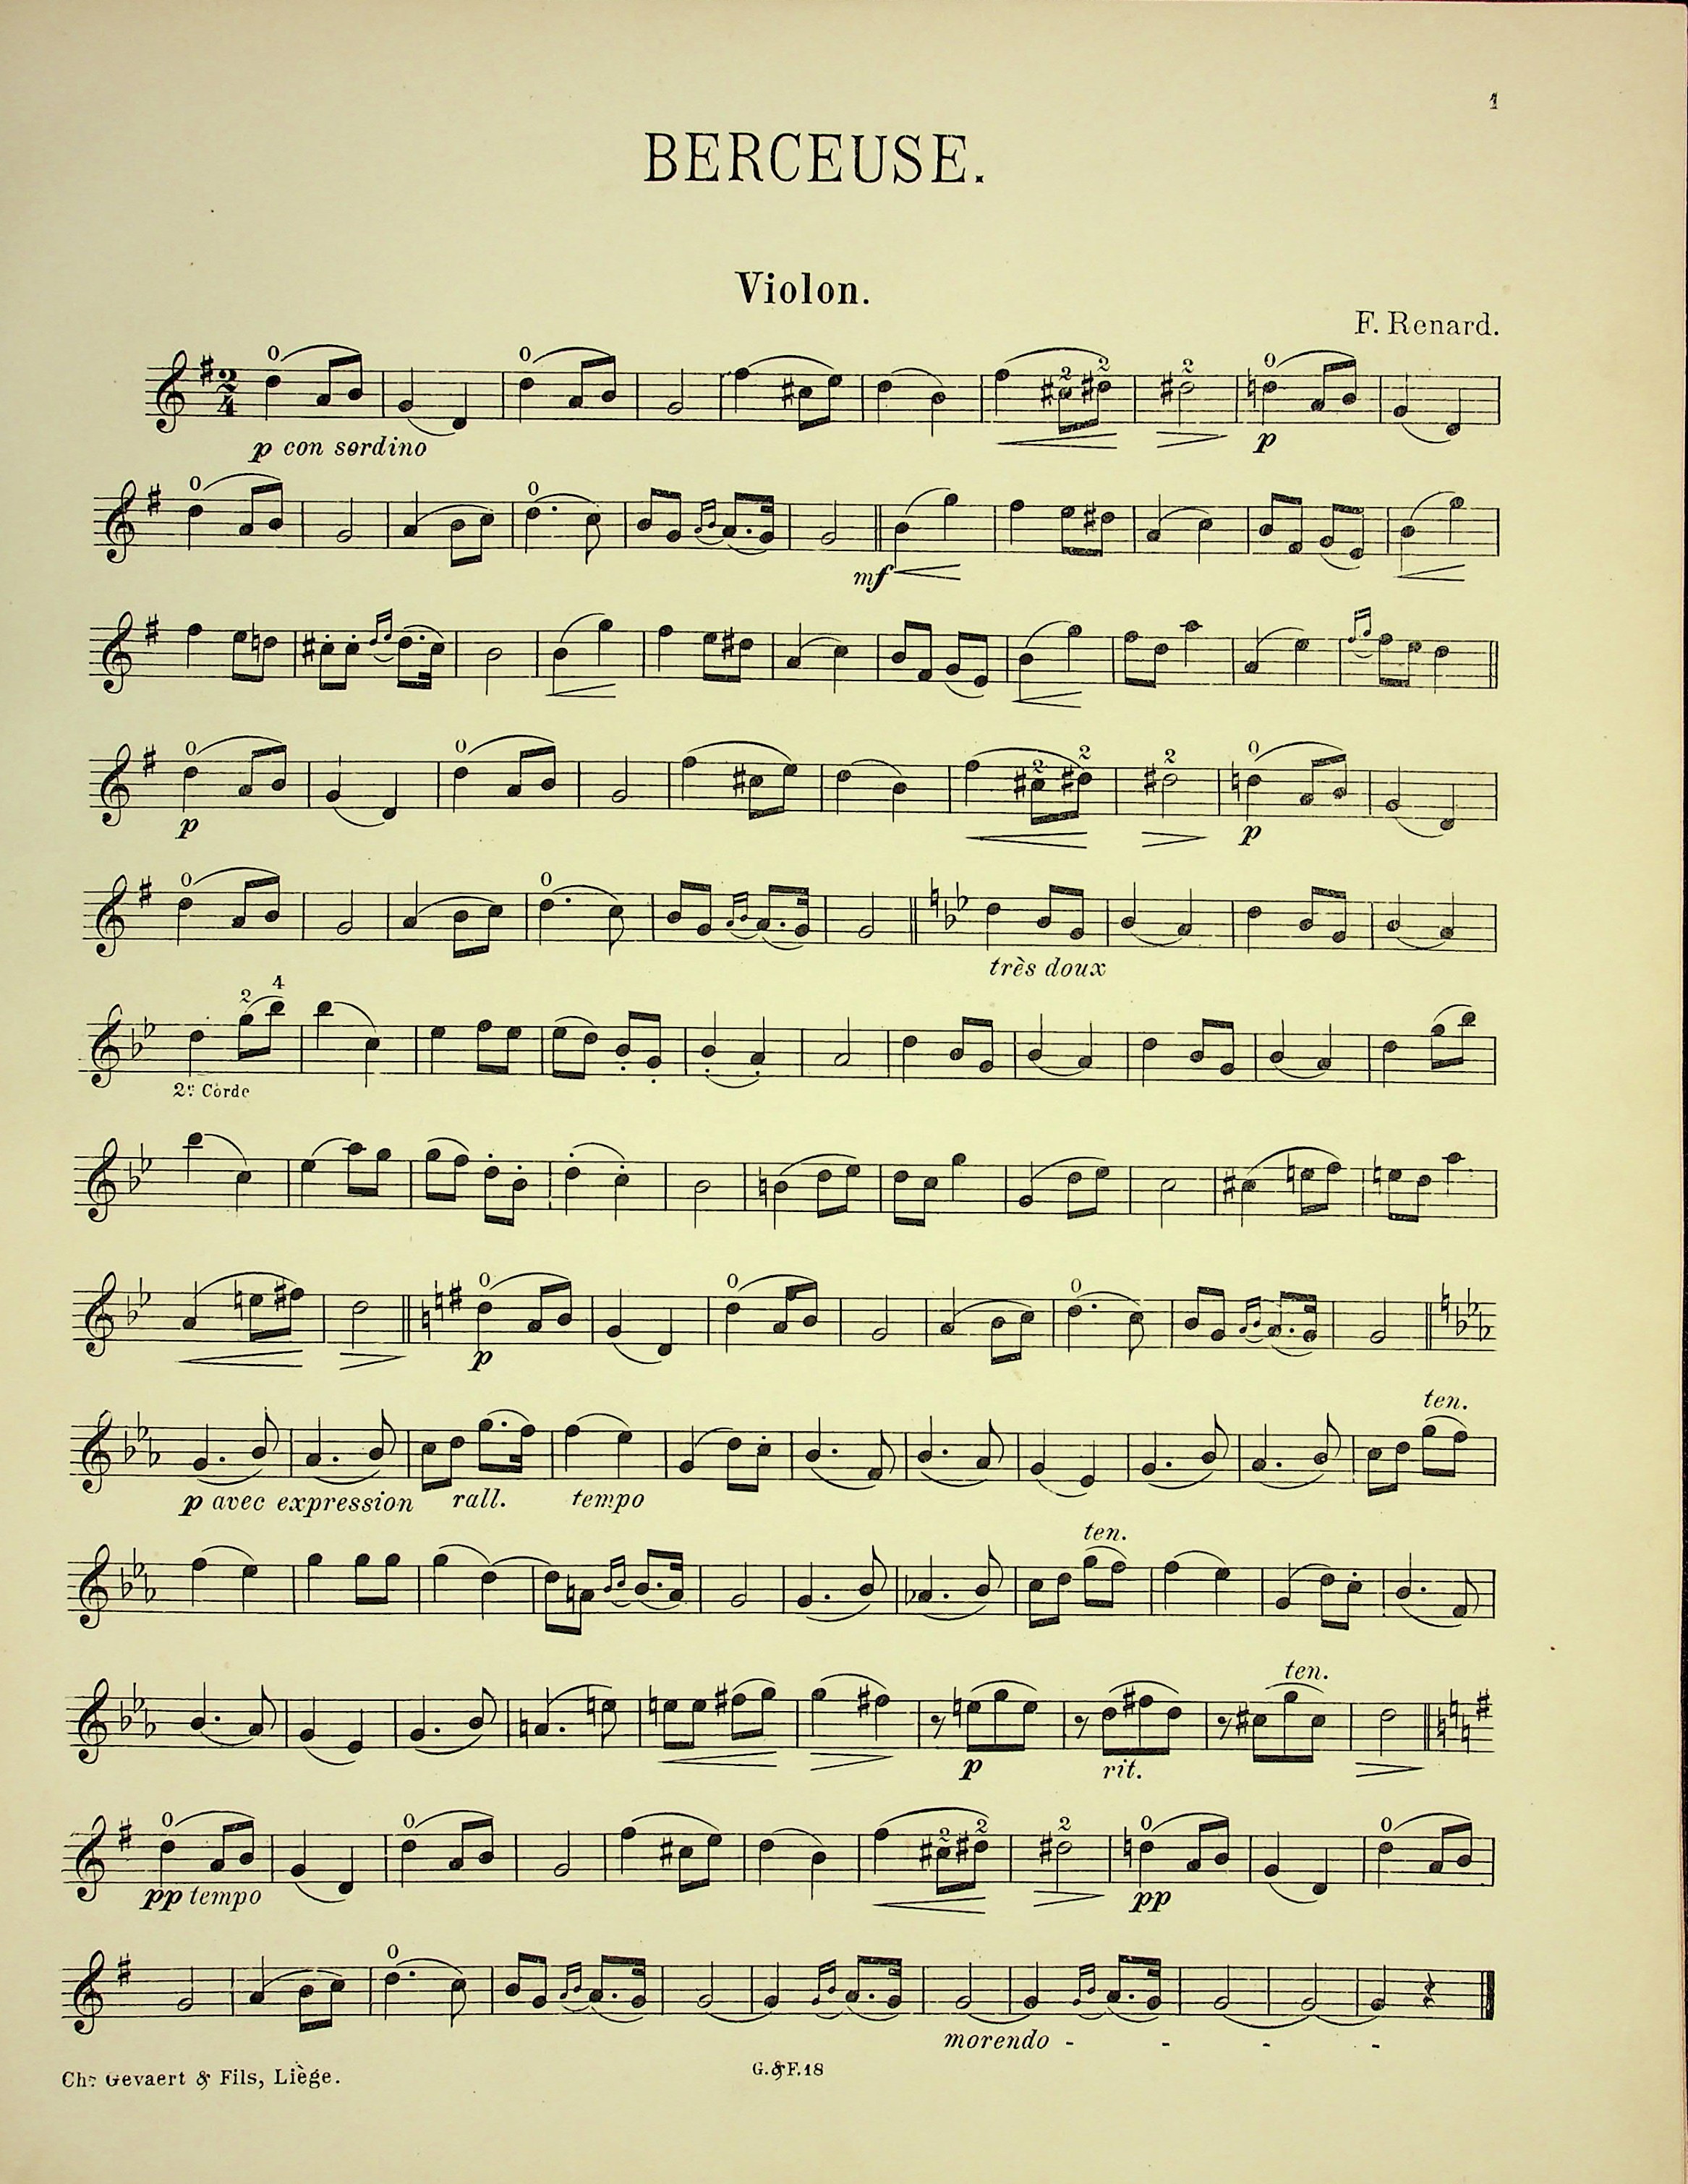 1
BERCEUSE.
Violon.
F. Renard.
2
4
0 0 2 2 2 0
p con sordino p
0 0
mf
0 0 2 2 2 0
p p
0 0
très doux
2 4
2e Corde
0 0 0
p
ten.
p avec expression rall. tempo
ten.
ten.
p rit.
0 0 2 2 2 0 0
pp tempo pp
0
morendo - - - -
Chs Gevaert & Fils, Liège. G.&F.18